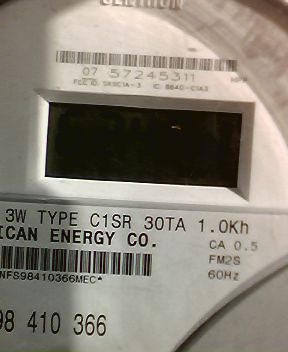 07 57245311
FCC ID: SK9C1A-3 IC: 864G-C1A3
3W TYPE C1SR 30TA 1.0Kh
ICAN ENERGY CO.
CA 0.5
FM2S
NFS98410366MEC*
60Hz
98 410 366